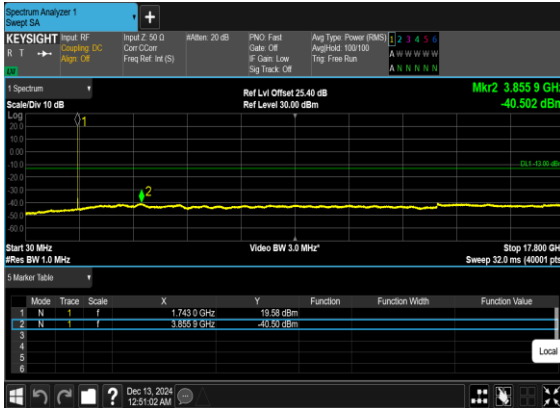 Spectrum Analyzer 1
Swept SA
+
KEYSIGHT
R T
LXI
Input: RF
Coupling: DC
Align: Off
Input Z: 50 Ω
Corr CCorr
Freq Ref: Int (S)
#Atten: 20 dB
PNO: Fast
Gate: Off
IF Gain: Low
Sig Track: Off
Avg Type: Power (RMS)
Avg|Hold: 100/100
Trig: Free Run
1 2 3 4 5 6
A W W W W W
A N N N N N
1 Spectrum
Scale/Div 10 dB
Ref Lvl Offset 25.40 dB
Ref Level 30.00 dBm
Mkr2 3.855 9 GHz
-40.502 dBm
Log
20.0
10.0
0.00
-10.0
-20.0
-30.0
-40.0
-50.0
-60.0
1
2
DL1 -13.00 dBm
Start 30 MHz
#Res BW 1.0 MHz
Video BW 3.0 MHz*
Stop 17.800 GHz
Sweep 32.0 ms (40001 pts)
5 Marker Table
Mode Trace Scale X Y Function Function Width Function Value
1 N 1 f 1.743 0 GHz 19.58 dBm
2 N 1 f 3.855 9 GHz -40.50 dBm
3
4
5
6
Local
?
Dec 13, 2024
12:51:02 AM